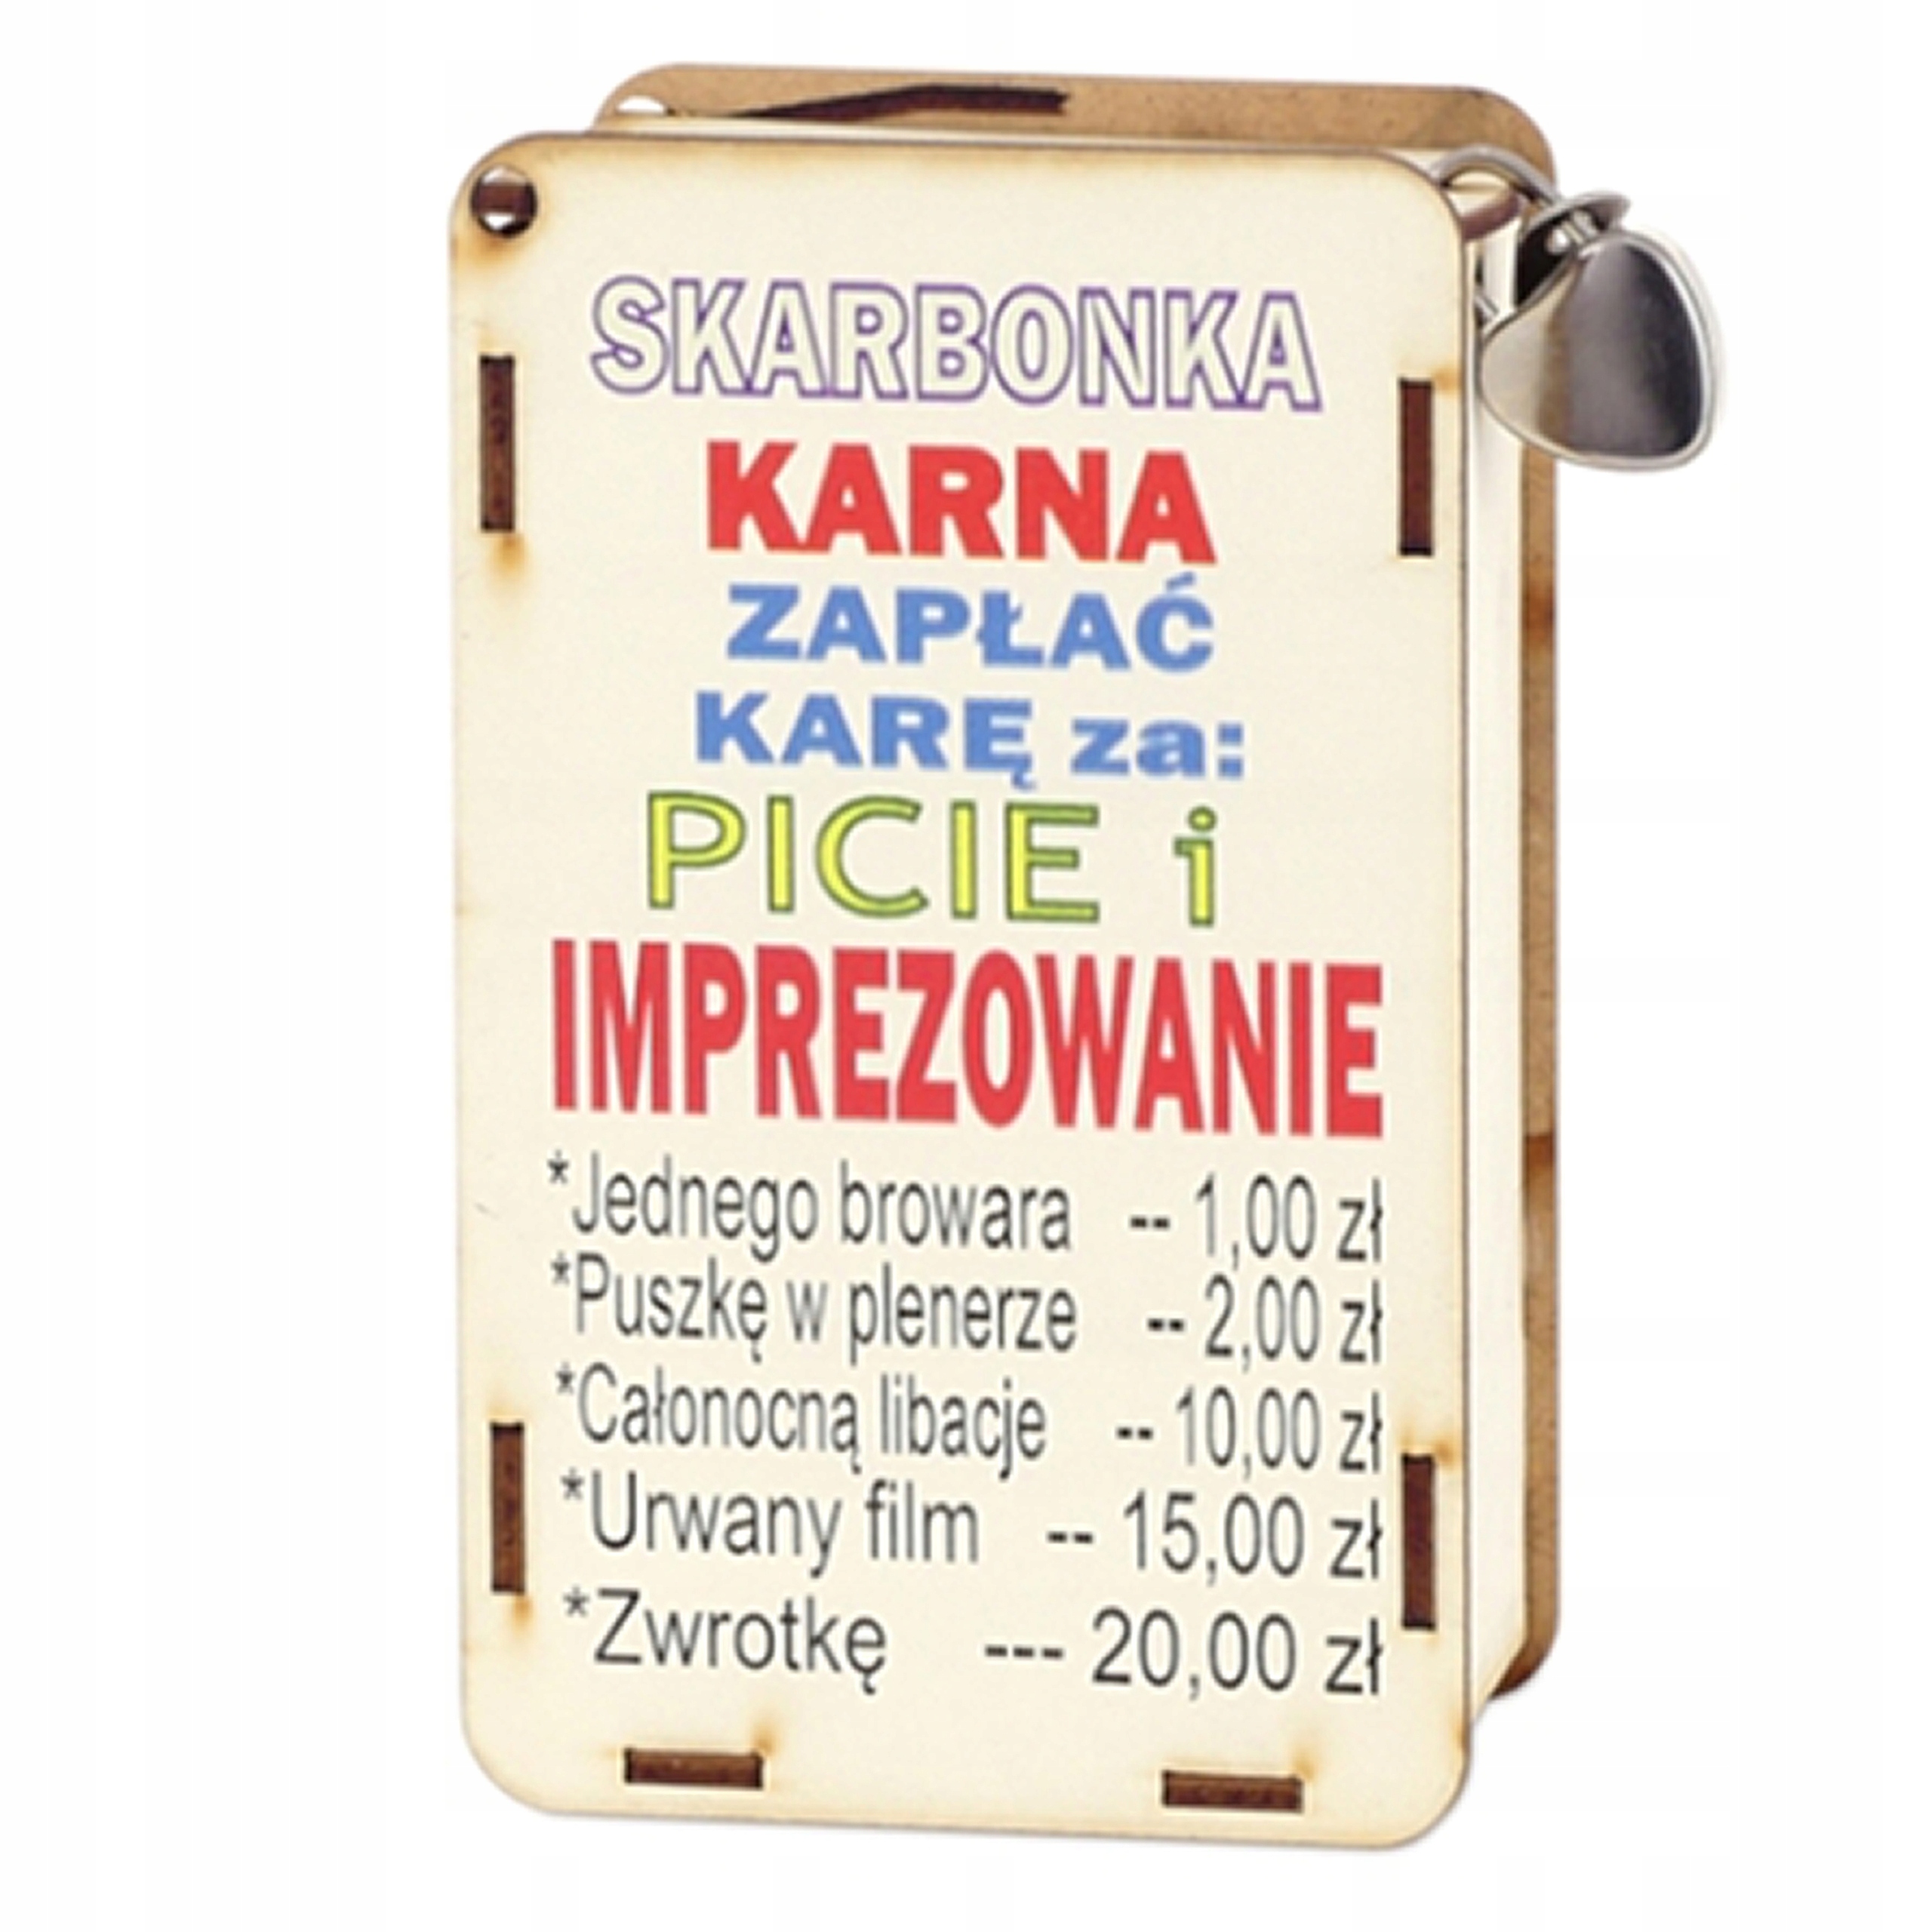 SKARBONKA
KARNA
ZAPŁAĆ
KARĘ za:
PICIE i
IMPREZOWANIE
*Jednego browara -- 1,00 zł
*Puszkę w plenerze -- 2,00 zł
*Całonocną libacje -- 10,00 zł
*Urwany film -- 15,00 zł
*Zwrotkę --- 20,00 zł